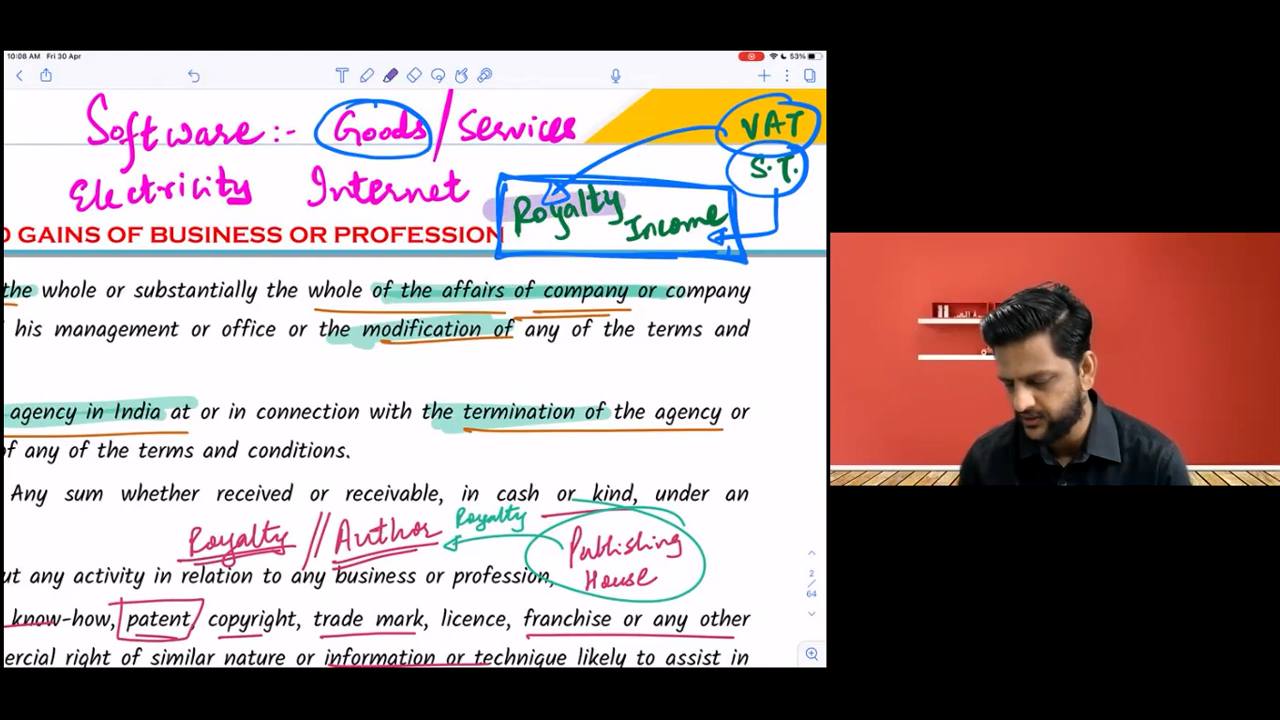 10:08 AM Fri 30 Apr
53%
Software :- Goods / Services
VAT
S.T.
Electricity Internet
Royalty Income
GAINS OF BUSINESS OR PROFESSION
the whole or substantially the whole of the affairs of company or company
his management or office or the modification of any of the terms and
agency in India at or in connection with the termination of the agency or
of any of the terms and conditions.
Any sum whether received or receivable, in cash or kind, under an
Royalty // Author Royalty Publishing House
any activity in relation to any business or profession,
know-how, patent, copyright, trade mark, licence, franchise or any other
right of similar nature or information or technique likely to assist in
2
/
64